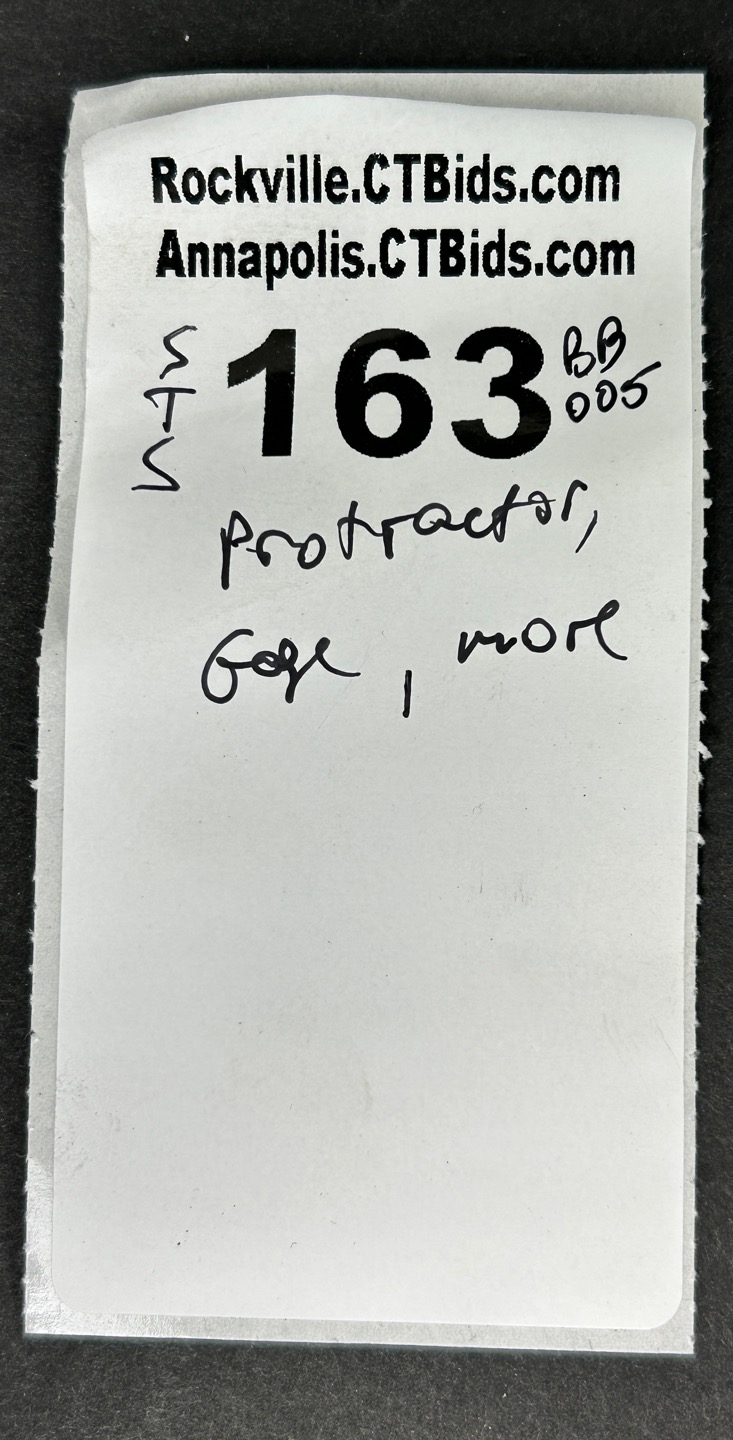 Rockville.CTBids.com
Annapolis.CTBids.com
STS 163 BB
005
Protractor,
Gage, more